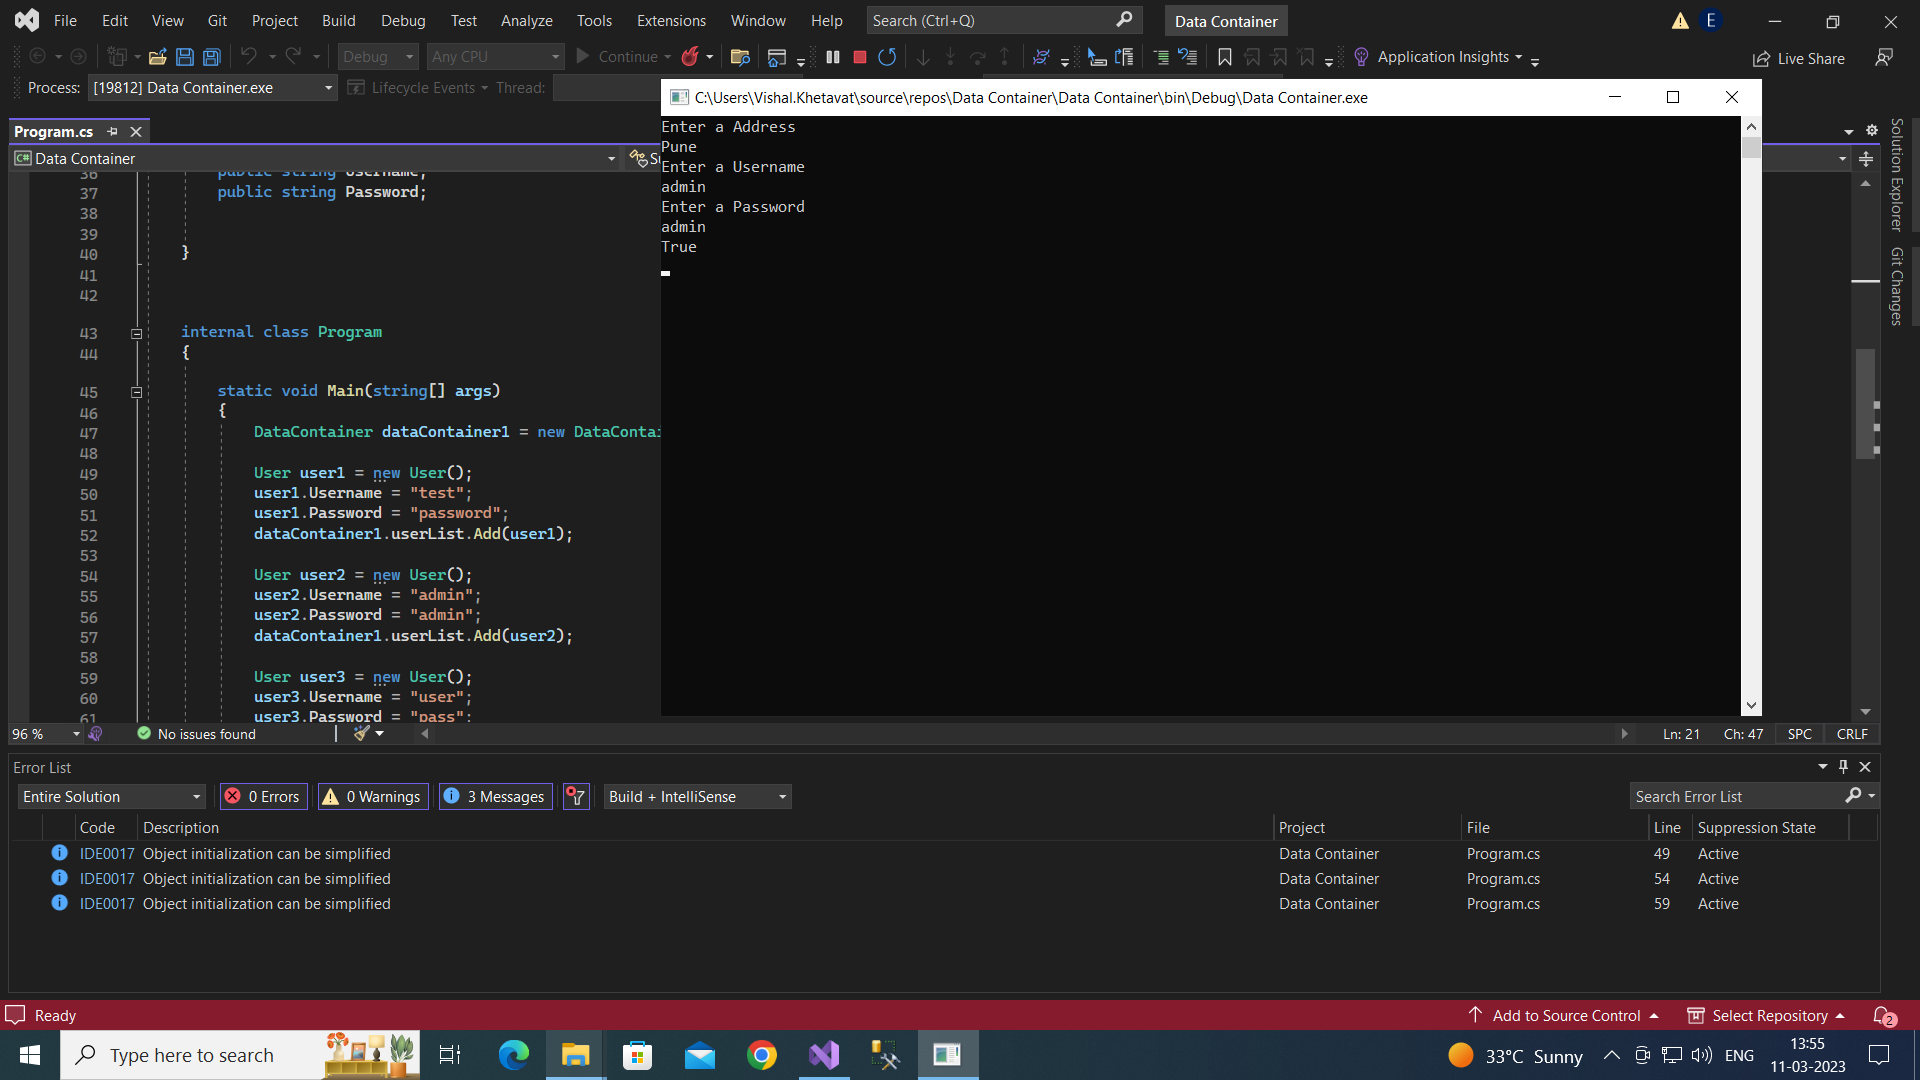 File Edit View Git Project Build Debug Test Analyze Tools Extensions Window Help Search (Ctrl+Q) Data Container E
Debug Any CPU Continue Application Insights Live Share
Process: [19812] Data Container.exe Lifecycle Events Thread:
C:\Users\Vishal.Khetavat\source\repos\Data Container\Data Container\bin\Debug\Data Container.exe
Enter a Address
Pune
Enter a Username
admin
Enter a Password
admin
True
Program.cs
C# Data Container
36 public string Username;
37 public string Password;
38
39
40 }
41
42
43 internal class Program
44 {
45 static void Main(string[] args)
46 {
47 DataContainer dataContainer1 = new DataContai
48
49 User user1 = new User();
50 user1.Username = "test";
51 user1.Password = "password";
52 dataContainer1.userList.Add(user1);
53
54 User user2 = new User();
55 user2.Username = "admin";
56 user2.Password = "admin";
57 dataContainer1.userList.Add(user2);
58
59 User user3 = new User();
60 user3.Username = "user";
61 user3.Password = "pass";
Solution Explorer
Git Changes
96 % No issues found Ln: 21 Ch: 47 SPC CRLF
Error List
Entire Solution 0 Errors 0 Warnings 3 Messages Build + IntelliSense Search Error List
Code Description Project File Line Suppression State
IDE0017 Object initialization can be simplified Data Container Program.cs 49 Active
IDE0017 Object initialization can be simplified Data Container Program.cs 54 Active
IDE0017 Object initialization can be simplified Data Container Program.cs 59 Active
Ready Add to Source Control Select Repository 2
Type here to search 33°C Sunny ENG 13:55
11-03-2023